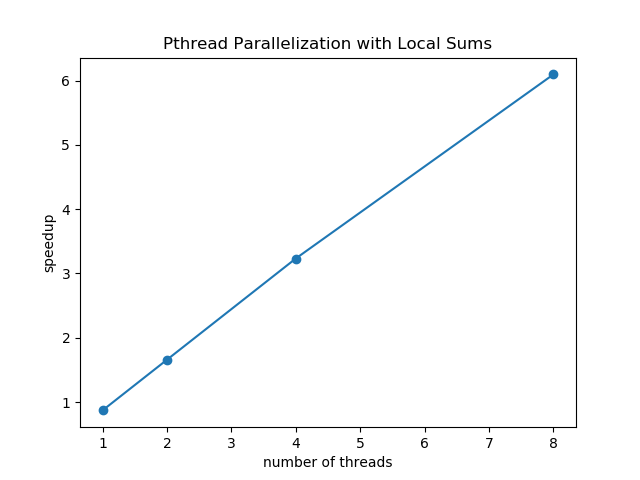 Pthread Parallelization with Local Sums
6
5
4
3
2
1
speedup
1 2 3 4 5 6 7 8
number of threads